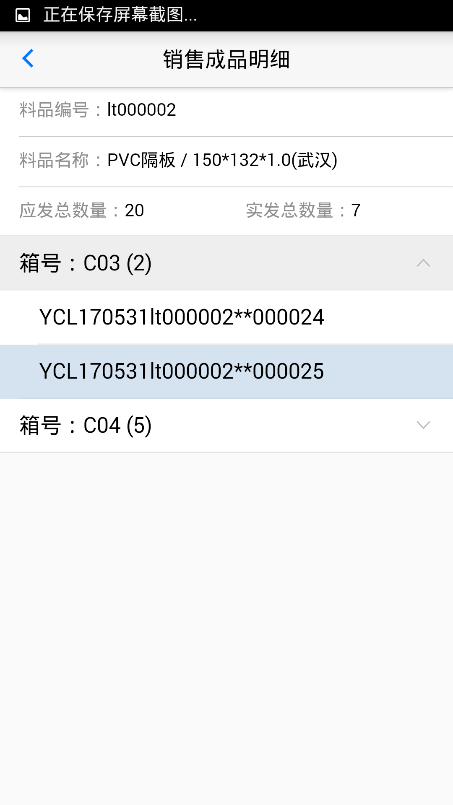 正在保存屏幕截图...
销售成品明细
料品编号：lt000002
料品名称：PVC隔板 / 150*132*1.0(武汉)
应发总数量：20 实发总数量：7
箱号：C03 (2)
YCL170531lt000002**000024
YCL170531lt000002**000025
箱号：C04 (5)